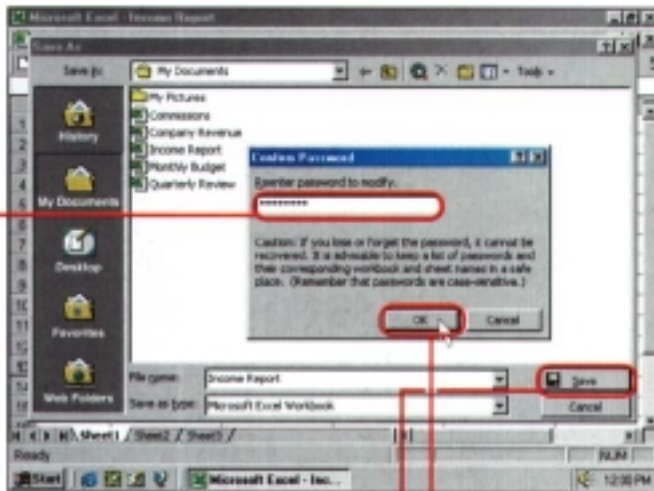 Microsoft Excel - Income Report
Save As
Save in:
My Documents
Tools
History
My Documents
Desktop
Favorites
Web Folders
My Pictures
Commissions
Company Revenue
Income Report
Monthly Budget
Quarterly Review
Confirm Password
Reenter password to modify.
*********
Caution: If you lose or forget the password, it cannot be
recovered. It is advisable to keep a list of passwords and
their corresponding workbook and sheet names in a safe
place. (Remember that passwords are case-sensitive.)
OK
Cancel
File name:
Income Report
Save
Save as type:
Microsoft Excel Workbook
Cancel
Sheet1 / Sheet2 / Sheet3 /
Ready
NUM
Start
Microsoft Excel - Inc...
12:00 PM